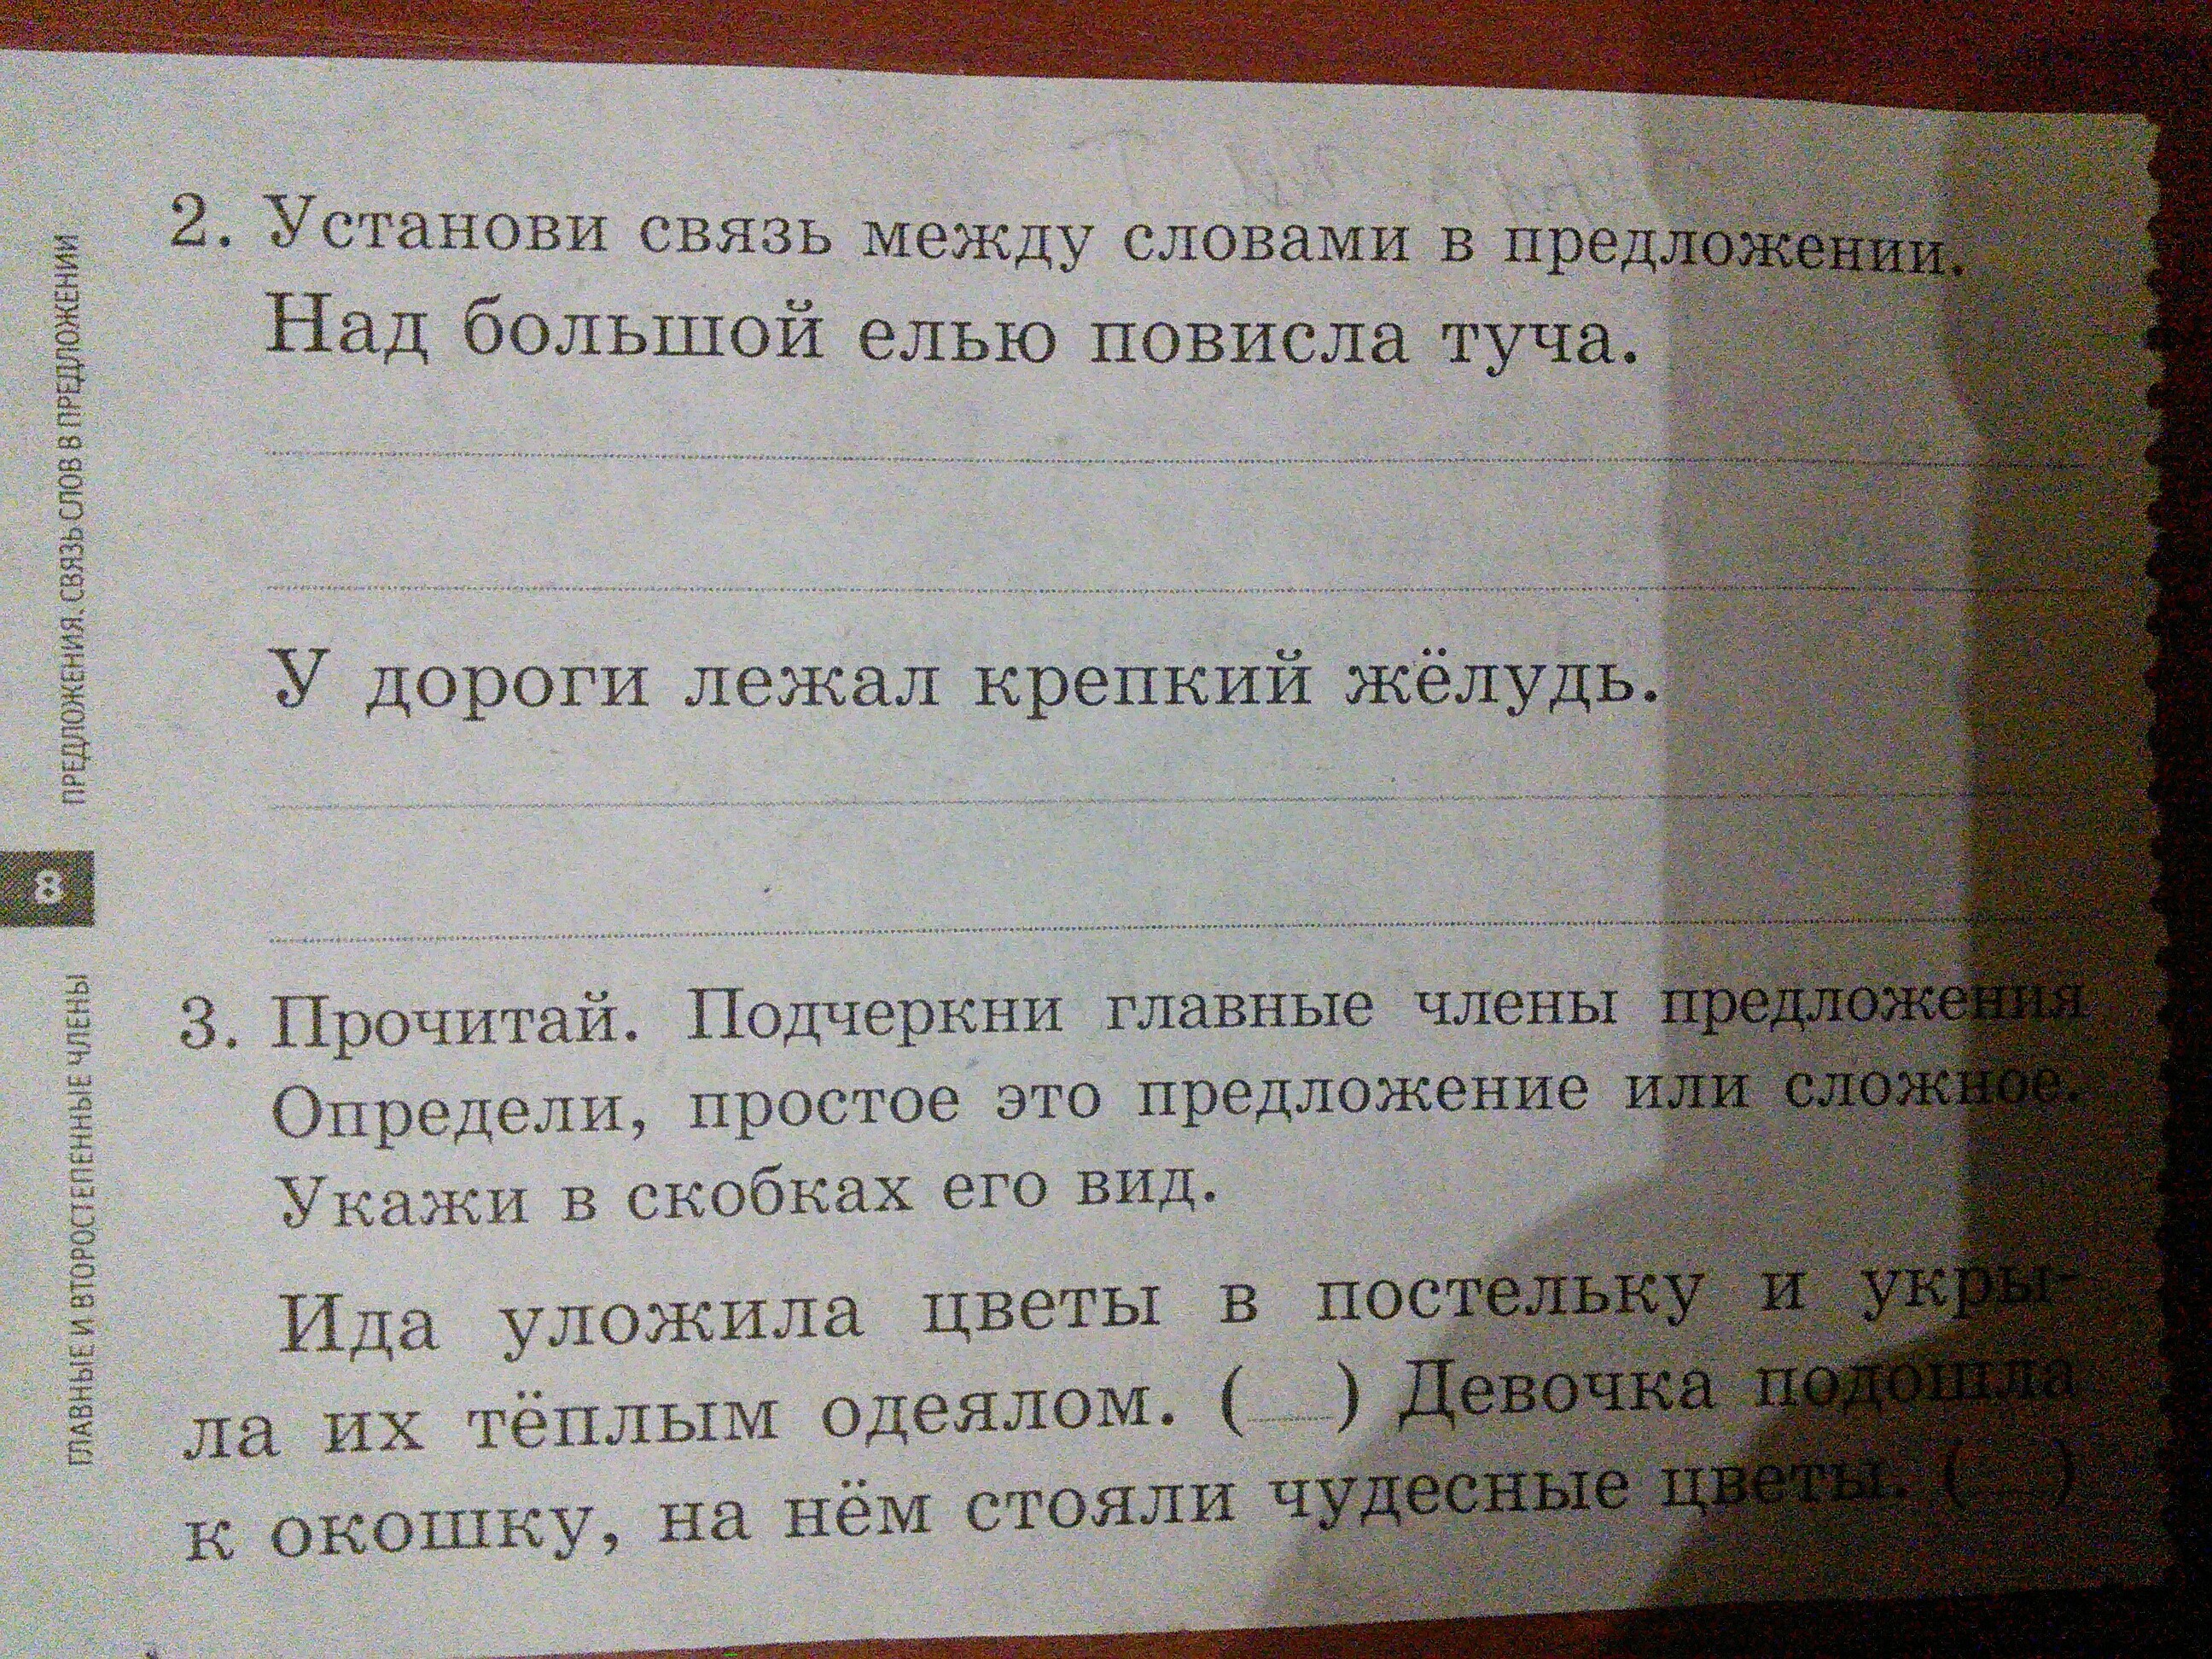 2. Установи связь между словами в предложении.
Над большой елью повисла туча.
У дороги лежал крепкий жёлудь.
3. Прочитай. Подчеркни главные члены предложения
Определи, простое это предложение или сложное.
Укажи в скобках его вид.
Ида уложила цветы в постельку и укры-
ла их тёплым одеялом. ( ) Девочка подошла
к окошку, на нём стояли чудесные цветы. ( )
ПРЕДЛОЖЕНИЯ. СВЯЗЬ СЛОВ В ПРЕДЛОЖЕНИИ
8
ГЛАВНЫЕ И ВТОРОСТЕПЕННЫЕ ЧЛЕНЫ